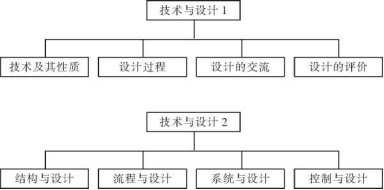 技术与设计1
技术及其性质 设计过程 设计的交流 设计的评价
技术与设计2
结构与设计 流程与设计 系统与设计 控制与设计